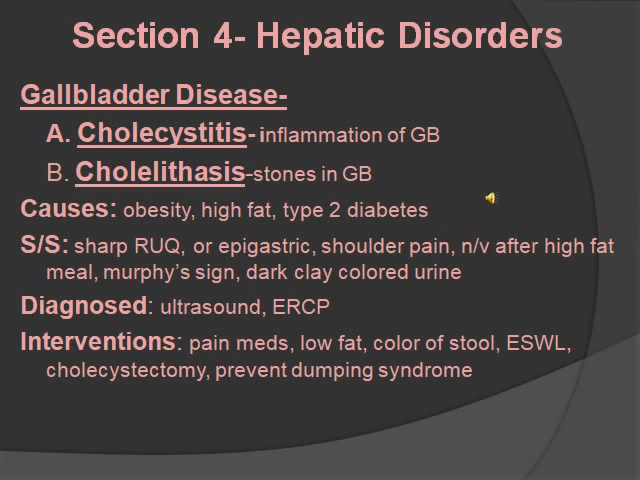 Section 4- Hepatic Disorders
Gallbladder Disease-
A. Cholecystitis- inflammation of GB
B. Cholelithasis-stones in GB
Causes: obesity, high fat, type 2 diabetes
S/S: sharp RUQ, or epigastric, shoulder pain, n/v after high fat
meal, murphy's sign, dark clay colored urine
Diagnosed: ultrasound, ERCP
Interventions: pain meds, low fat, color of stool, ESWL,
cholecystectomy, prevent dumping syndrome